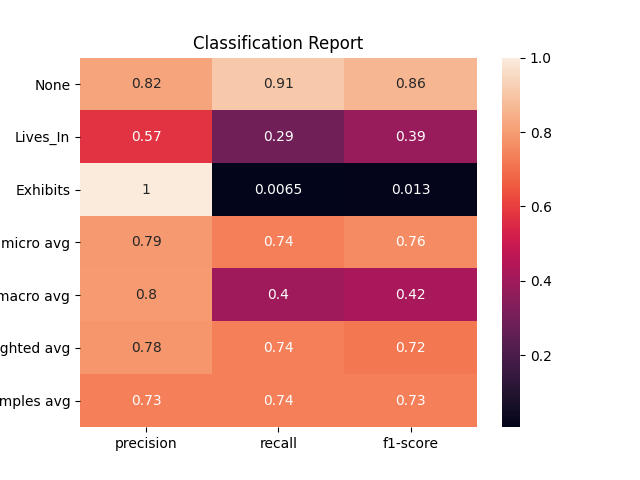 Classification Report
None 0.82 0.91 0.86
Lives_In 0.57 0.29 0.39
Exhibits 1 0.0065 0.013
micro avg 0.79 0.74 0.76
macro avg 0.8 0.4 0.42
ghted avg 0.78 0.74 0.72
mples avg 0.73 0.74 0.73
precision recall f1-score
1.0
0.8
0.6
0.4
0.2